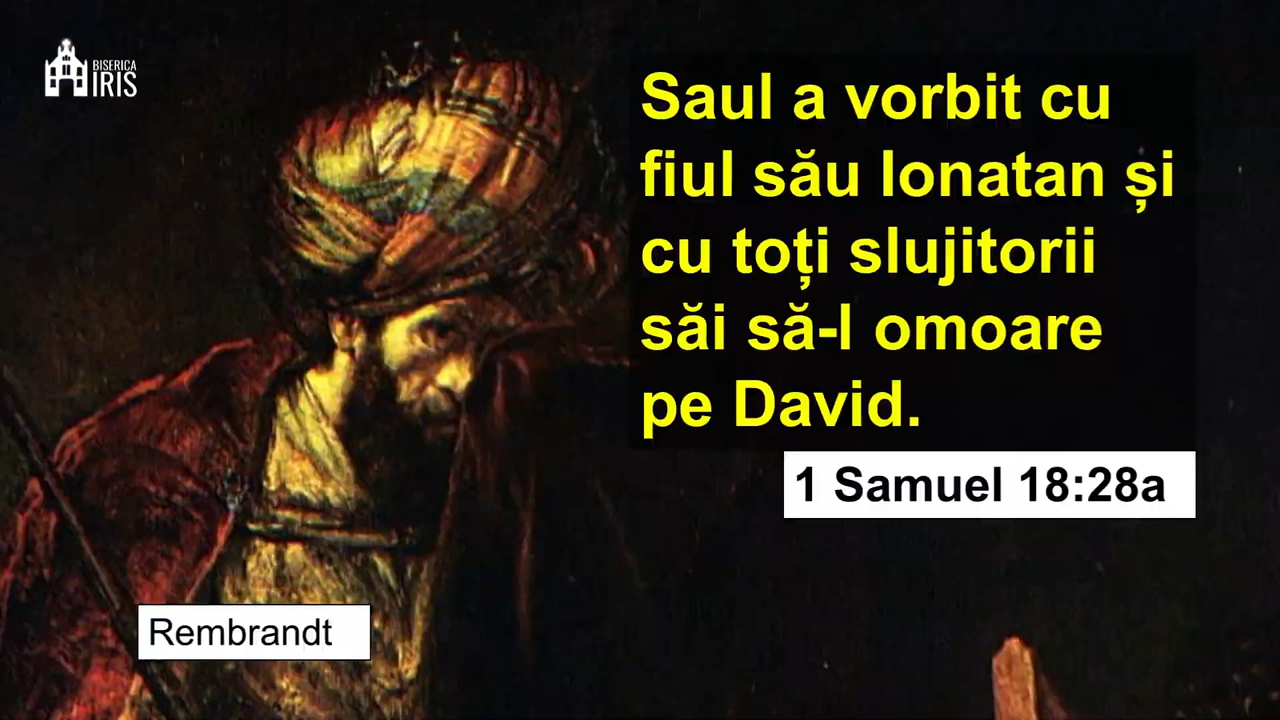 BISERICA
IRIS
Saul a vorbit cu
fiul său Ionatan și
cu toți slujitorii
săi să-l omoare
pe David.
1 Samuel 18:28a
Rembrandt